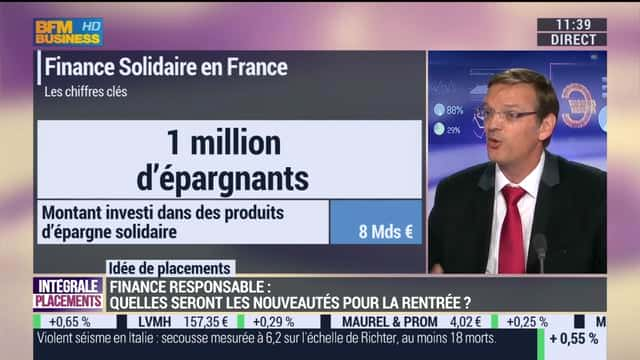 BFM HD
BUSINESS
11:39
DIRECT
Finance Solidaire en France
Les chiffres clés
1 million
d'épargnants
Montant investi dans des produits
d'épargne solidaire
8 Mds €
88%
29%
Idée de placements
INTÉGRALE
PLACEMENTS
FINANCE RESPONSABLE :
QUELLES SERONT LES NOUVEAUTÉS POUR LA RENTRÉE ?
+0,65 % LVMH 157,35 € +0,29 % MAUREL & PROM 4,02 € +0,25 %
Violent séisme en Italie : secousse mesurée à 6,2 sur l'échelle de Richter, au moins 18 morts.
+0,55 %